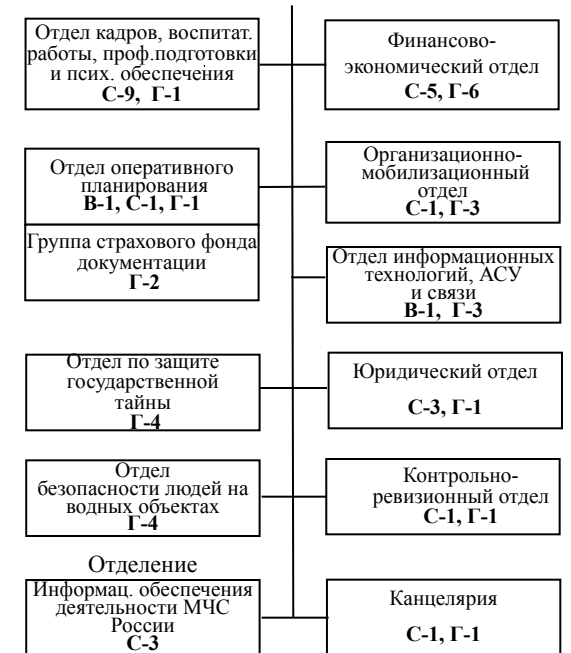 Отдел кадров, воспитат.
работы, проф.подготовки
и псих. обеспечения
С-9, Г-1
Финансово-
экономический отдел
С-5, Г-6
Отдел оперативного
планирования
В-1, С-1, Г-1
Группа страхового фонда
документации
Г-2
Организационно-
мобилизационный
отдел
С-1, Г-3
Отдел информационных
технологий, АСУ
и связи
В-1, Г-3
Отдел по защите
государственной
тайны
Г-4
Юридический отдел
С-3, Г-1
Отдел
безопасности людей на
водных объектах
Г-4
Контрольно-
ревизионный отдел
С-1, Г-1
Отделение
Информац. обеспечения
деятельности МЧС
России
С-3
Канцелярия
С-1, Г-1